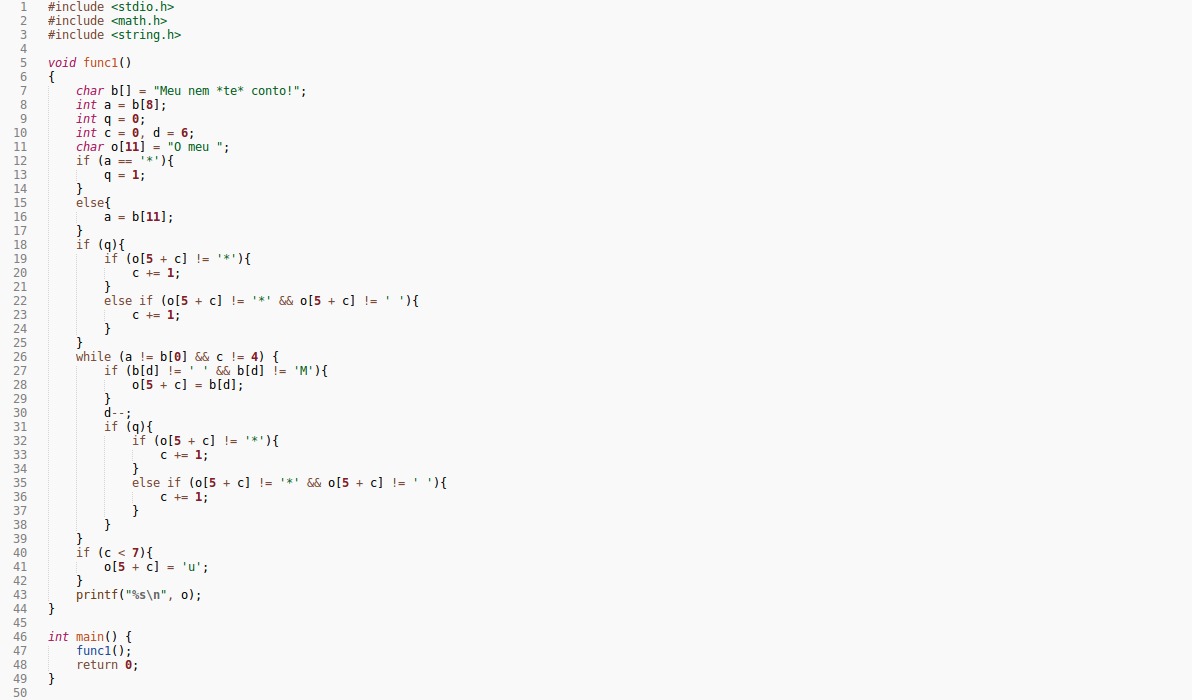 1 #include <stdio.h>
2 #include <math.h>
3 #include <string.h>
4
5 void func1()
6 {
7     char b[] = "Meu nem *te* conto!";
8     int a = b[8];
9     int q = 0;
10     int c = 0, d = 6;
11     char o[11] = "O meu ";
12     if (a == '*'){
13         q = 1;
14     }
15     else{
16         a = b[11];
17     }
18     if (q){
19         if (o[5 + c] != '*'){
20             c += 1;
21         }
22         else if (o[5 + c] != '*' && o[5 + c] != ' '){
23             c += 1;
24         }
25     }
26     while (a != b[0] && c != 4) {
27         if (b[d] != ' ' && b[d] != 'M'){
28             o[5 + c] = b[d];
29         }
30         d--;
31         if (q){
32             if (o[5 + c] != '*'){
33                 c += 1;
34             }
35             else if (o[5 + c] != '*' && o[5 + c] != ' '){
36                 c += 1;
37             }
38         }
39     }
40     if (c < 7){
41         o[5 + c] = 'u';
42     }
43     printf("%s\n", o);
44 }
45
46 int main() {
47     func1();
48     return 0;
49 }
50